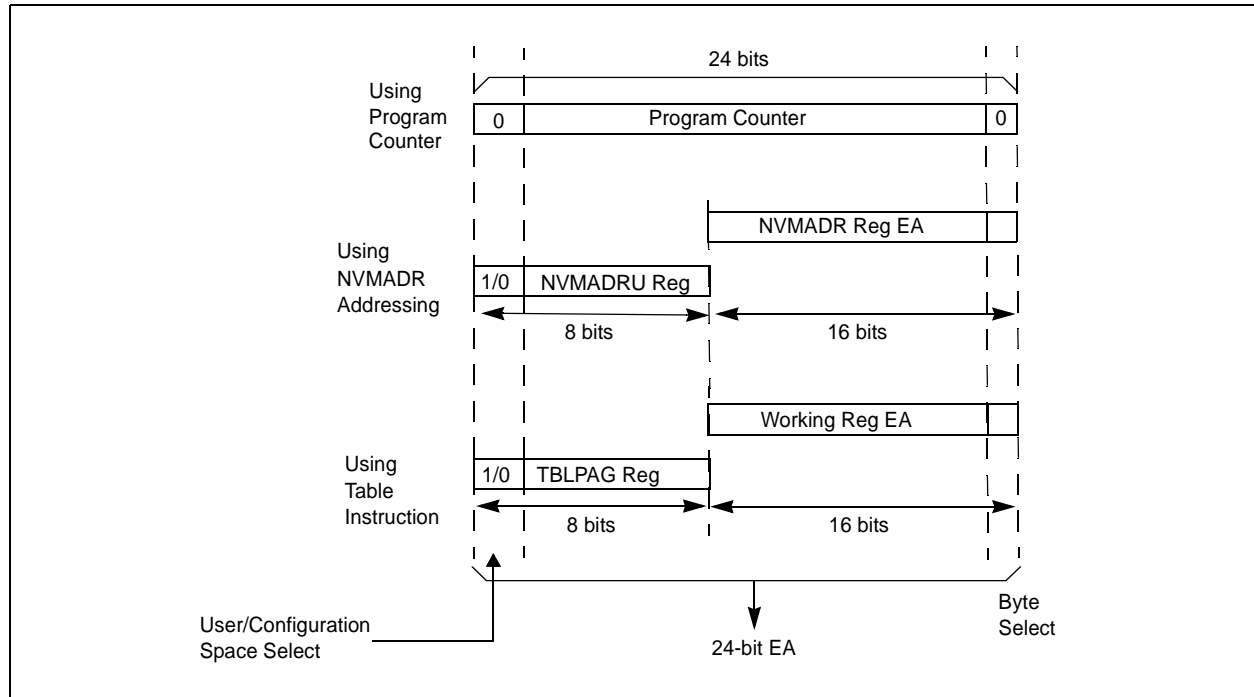 24 bits
Using
Program
Counter
0
Program Counter
0
NVMADR Reg EA
Using
NVMADR
Addressing
1/0
NVMADRU Reg
8 bits
16 bits
Working Reg EA
Using
Table
Instruction
1/0
TBLPAG Reg
8 bits
16 bits
User/Configuration
Space Select
24-bit EA
Byte
Select